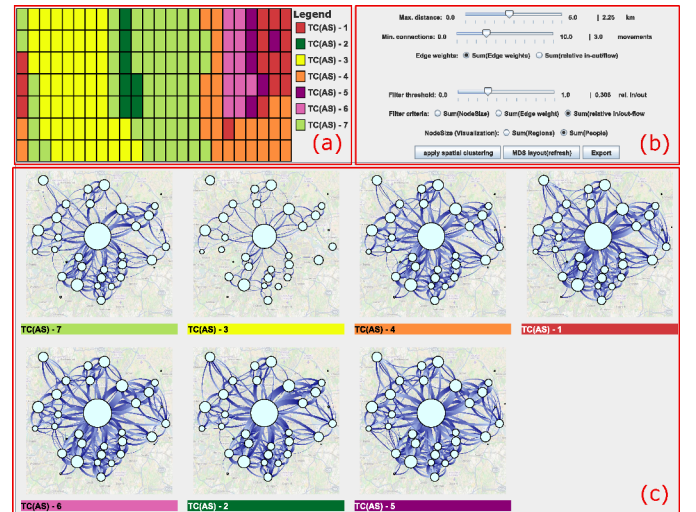 Legend
TC(AS) - 1
TC(AS) - 2
TC(AS) - 3
TC(AS) - 4
TC(AS) - 5
TC(AS) - 6
TC(AS) - 7
(a)
Max. distance: 0.0 6.0 | 2.25 km
Min. connections: 0.0 10.0 | 3.0 movements
Edge weights: Sum(Edge weights) Sum(relative in-out/flow)
Filter threshold: 0.0 1.0 | 0.305 rel. in/out
Filter criteria: Sum(NodeSize) Sum(Edge weight) Sum(relative in/out-flow)
NodeSize (Visualization): Sum(Regions) Sum(People)
apply spatial clustering MDS layout(refresh) Export
(b)
TC(AS) - 7 TC(AS) - 3 TC(AS) - 4 TC(AS) - 1
TC(AS) - 6 TC(AS) - 2 TC(AS) - 5
(c)